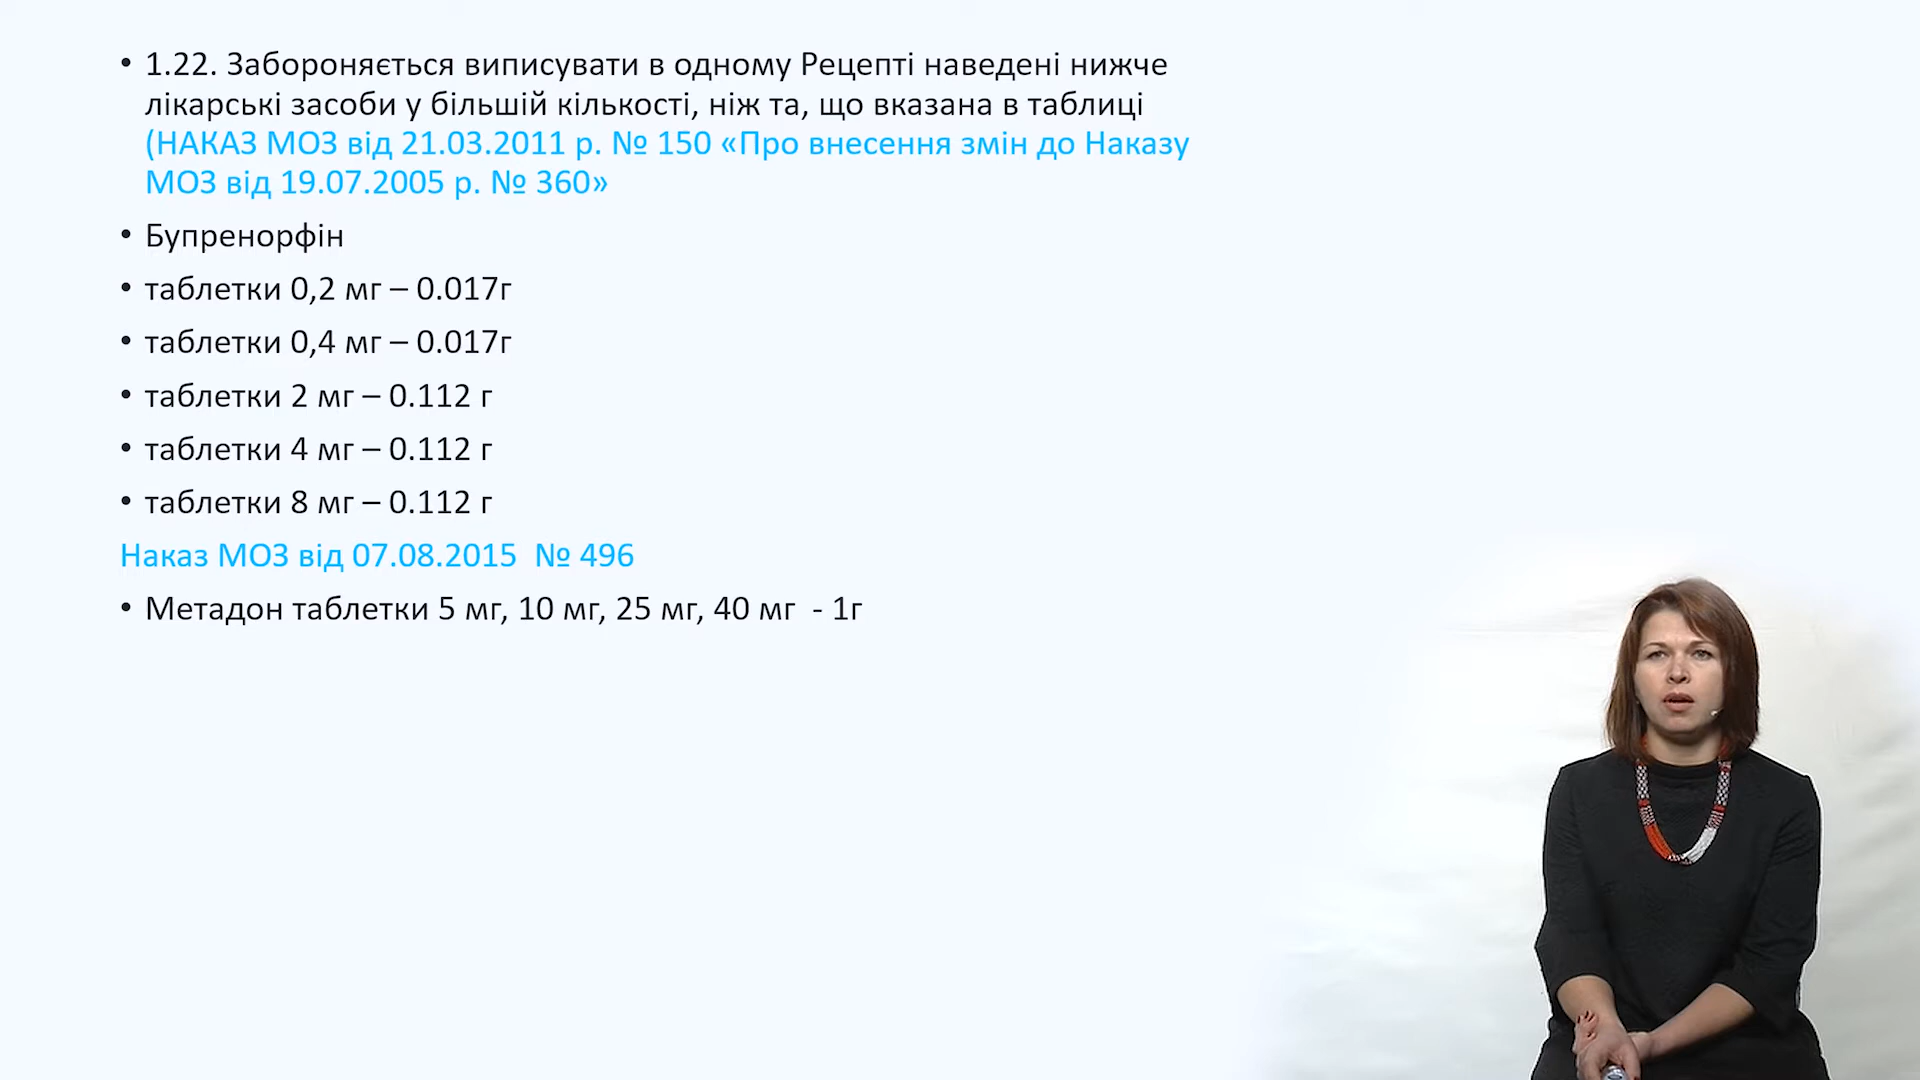 • 1.22. Забороняється виписувати в одному Рецепті наведені нижче
лікарські засоби у більшій кількості, ніж та, що вказана в таблиці
(НАКАЗ МОЗ від 21.03.2011 р. № 150 «Про внесення змін до Наказу
МОЗ від 19.07.2005 р. № 360»
• Бупренорфін
• таблетки 0,2 мг – 0.017г
• таблетки 0,4 мг – 0.017г
• таблетки 2 мг – 0.112 г
• таблетки 4 мг – 0.112 г
• таблетки 8 мг – 0.112 г
Наказ МОЗ від 07.08.2015 № 496
• Метадон таблетки 5 мг, 10 мг, 25 мг, 40 мг - 1г